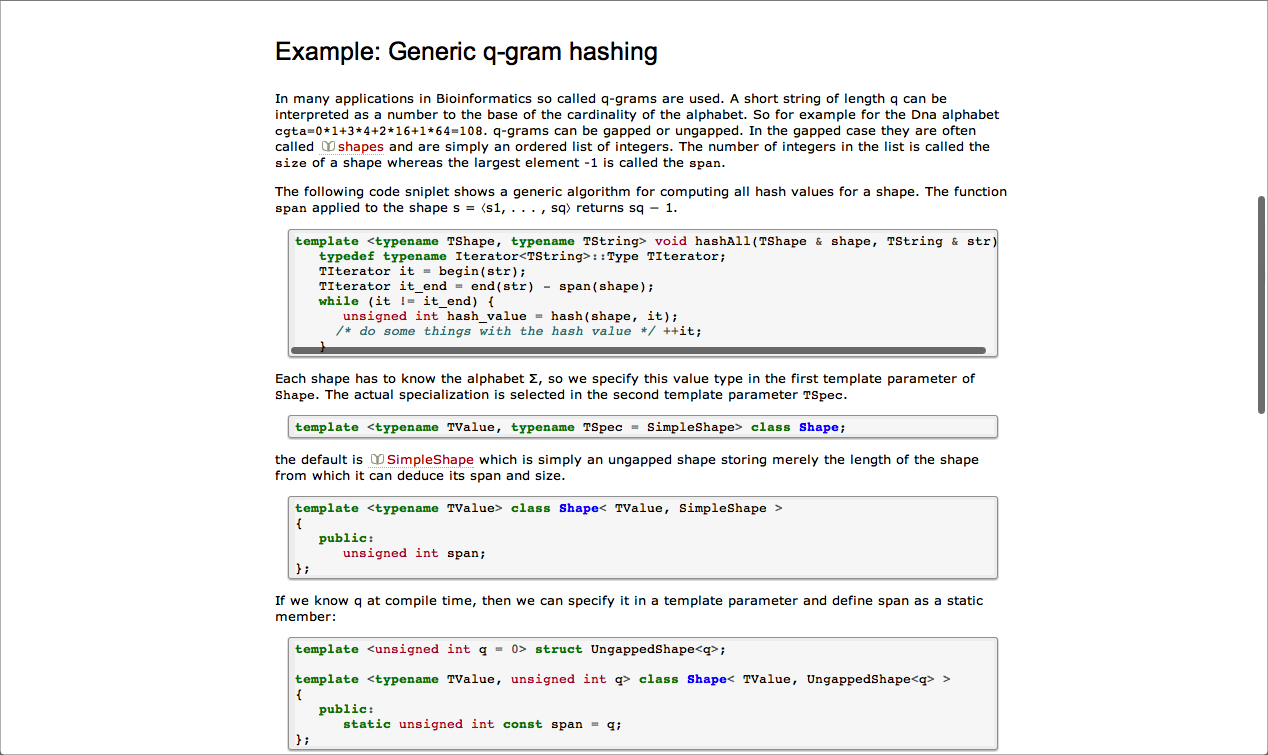 Example: Generic q-gram hashing
In many applications in Bioinformatics so called q-grams are used. A short string of length q can be
interpreted as a number to the base of the cardinality of the alphabet. So for example for the Dna alphabet
cgta=0*1+3*4+2*16+1*64=108. q-grams can be gapped or ungapped. In the gapped case they are often
called shapes and are simply an ordered list of integers. The number of integers in the list is called the
size of a shape whereas the largest element -1 is called the span.
The following code sniplet shows a generic algorithm for computing all hash values for a shape. The function
span applied to the shape s = ⟨s1, . . . , sq⟩ returns sq − 1.
template <typename TShape, typename TString> void hashAll(TShape & shape, TString & str)
   typedef typename Iterator<TString>::Type TIterator;
   TIterator it = begin(str);
   TIterator it_end = end(str) - span(shape);
   while (it != it_end) {
      unsigned int hash_value = hash(shape, it);
     /* do some things with the hash value */ ++it;
   }
Each shape has to know the alphabet Σ, so we specify this value type in the first template parameter of
Shape. The actual specialization is selected in the second template parameter TSpec.
template <typename TValue, typename TSpec = SimpleShape> class Shape;
the default is SimpleShape which is simply an ungapped shape storing merely the length of the shape
from which it can deduce its span and size.
template <typename TValue> class Shape< TValue, SimpleShape >
{
   public:
      unsigned int span;
};
If we know q at compile time, then we can specify it in a template parameter and define span as a static
member:
template <unsigned int q = 0> struct UngappedShape<q>;
template <typename TValue, unsigned int q> class Shape< TValue, UngappedShape<q> >
{
   public:
      static unsigned int const span = q;
};